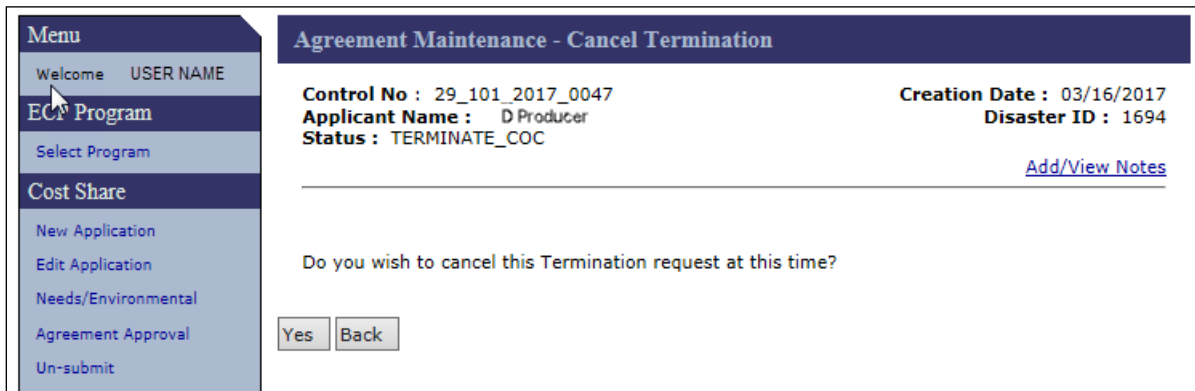 Menu
Welcome USER NAME
ECP Program
Select Program
Cost Share
New Application
Edit Application
Needs/Environmental
Agreement Approval
Un-submit
Agreement Maintenance - Cancel Termination
Control No : 29_101_2017_0047
Applicant Name : D Producer
Status : TERMINATE_COC
Creation Date : 03/16/2017
Disaster ID : 1694
Add/View Notes
Do you wish to cancel this Termination request at this time?
Yes Back